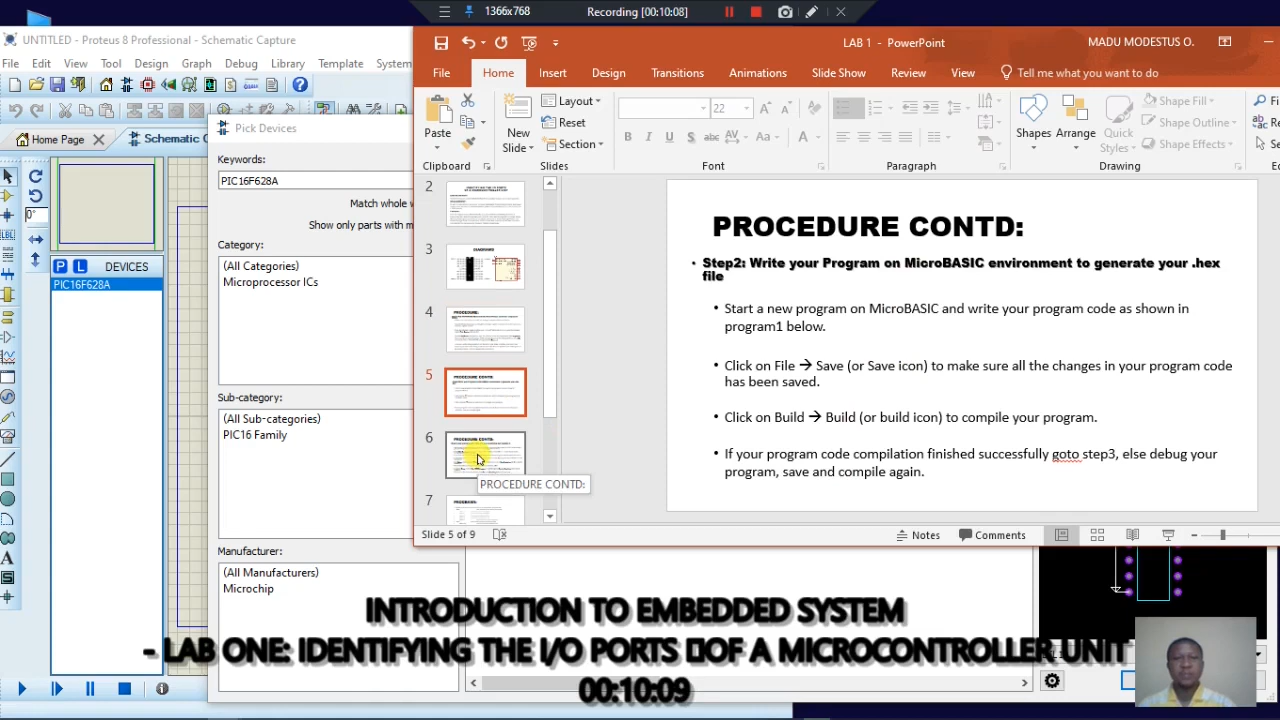 1366x768
Recording [00:10:08]
UNTITLED - Proteus 8 Professional - Schematic Capture
File Edit View Tool Design Graph Debug Library Template System
Home Page
Schematic C
PIC16F628A
P L DEVICES
PIC16F628A
Pick Devices
Keywords:
PIC16F628A
Match whole w
Show only parts with m
Category:
(All Categories)
Microprocessor ICs
Sub-category:
(All Sub-categories)
PIC16 Family
Manufacturer:
(All Manufacturers)
Microchip
LAB 1 - PowerPoint
MADU MODESTUS O.
File Home Insert Design Transitions Animations Slide Show Review View Tell me what you want to do
Paste
Clipboard
New
Slide
Layout
Reset
Section
Slides
22
Font
Paragraph
Shapes
Arrange
Quick
Styles
Shape Fill
Shape Outline
Shape Effects
Drawing
2
3
4
5
6
7
PROCEDURE CONTD:
PROCEDURE CONTD:
• Step2: Write your Program on MicroBASIC environment to generate your .hex
file
• Start a new program on MicroBASIC and write your program code as shown in
program1 below.
• Click on File → Save (or Save icon) to make sure all the changes in your program code
has been saved.
• Click on Build → Build (or build icon) to compile your program.
• If your program code compilation finished successfully goto step3, else debug your
program, save and compile again.
Slide 5 of 9
Notes
Comments
INTRODUCTION TO EMBEDDED SYSTEM
- LAB ONE: IDENTIFYING THE I/O PORTS OF A MICROCONTROLLER UNIT
00:10:09